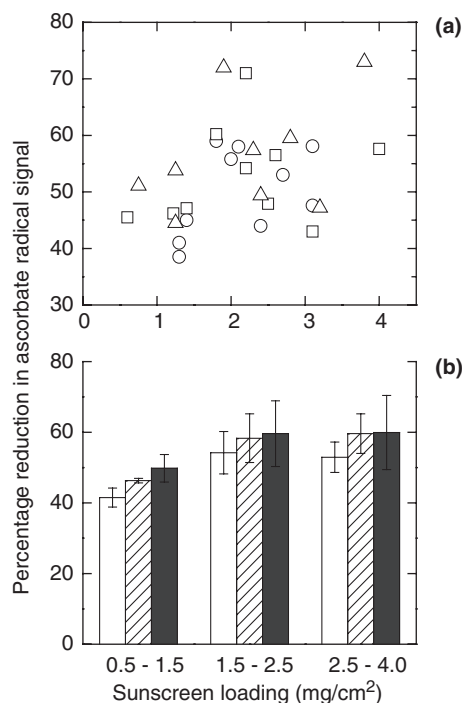 (a)
80
70
60
50
40
30
0 1 2 3 4
Percentage reduction in ascorbate radical signal
(b)
80
60
40
20
0
0.5 - 1.5 1.5 - 2.5 2.5 - 4.0
Sunscreen loading (mg/cm²)